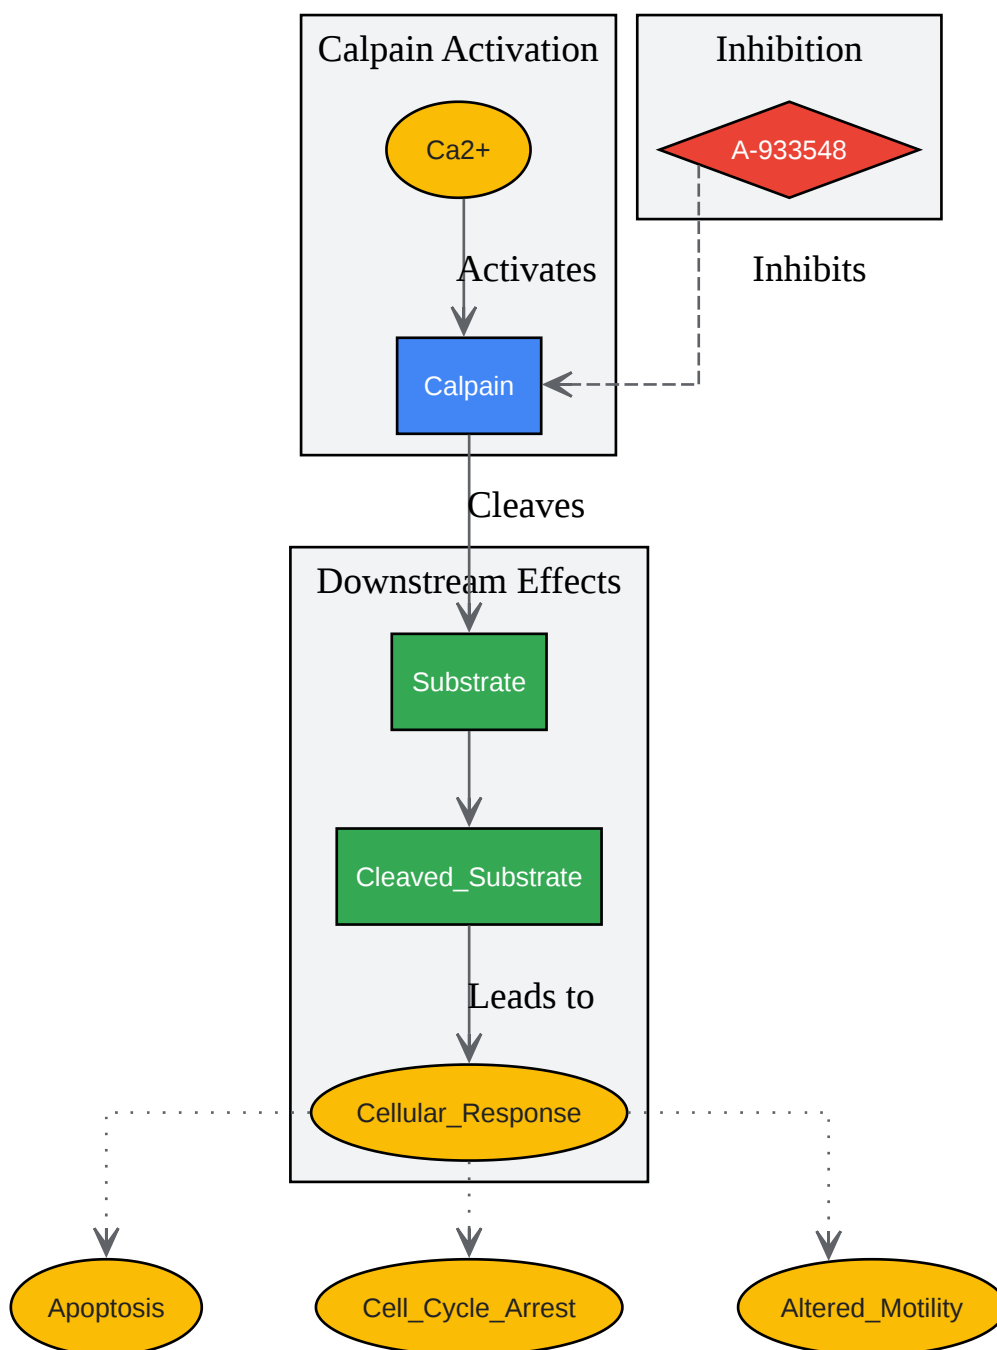 Calpain Activation
Inhibition
Ca2+
A-933548
Activates
Inhibits
Calpain
Cleaves
Downstream Effects
Substrate
Cleaved_Substrate
Leads to
Cellular_Response
Apoptosis
Cell_Cycle_Arrest
Altered_Motility